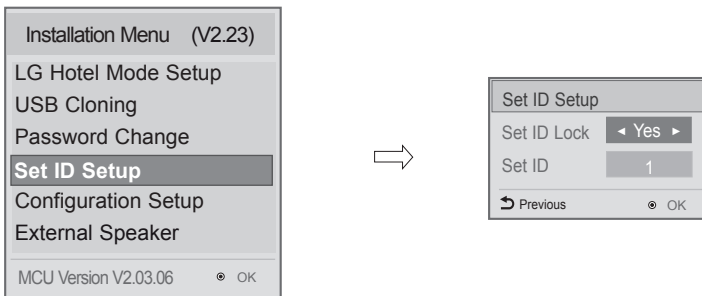 Installation Menu (V2.23)
LG Hotel Mode Setup
USB Cloning
Password Change
Set ID Setup
Configuration Setup
External Speaker
MCU Version V2.03.06 ◉ OK
Set ID Setup
Set ID Lock ◄ Yes ►
Set ID 1
Previous ◉ OK